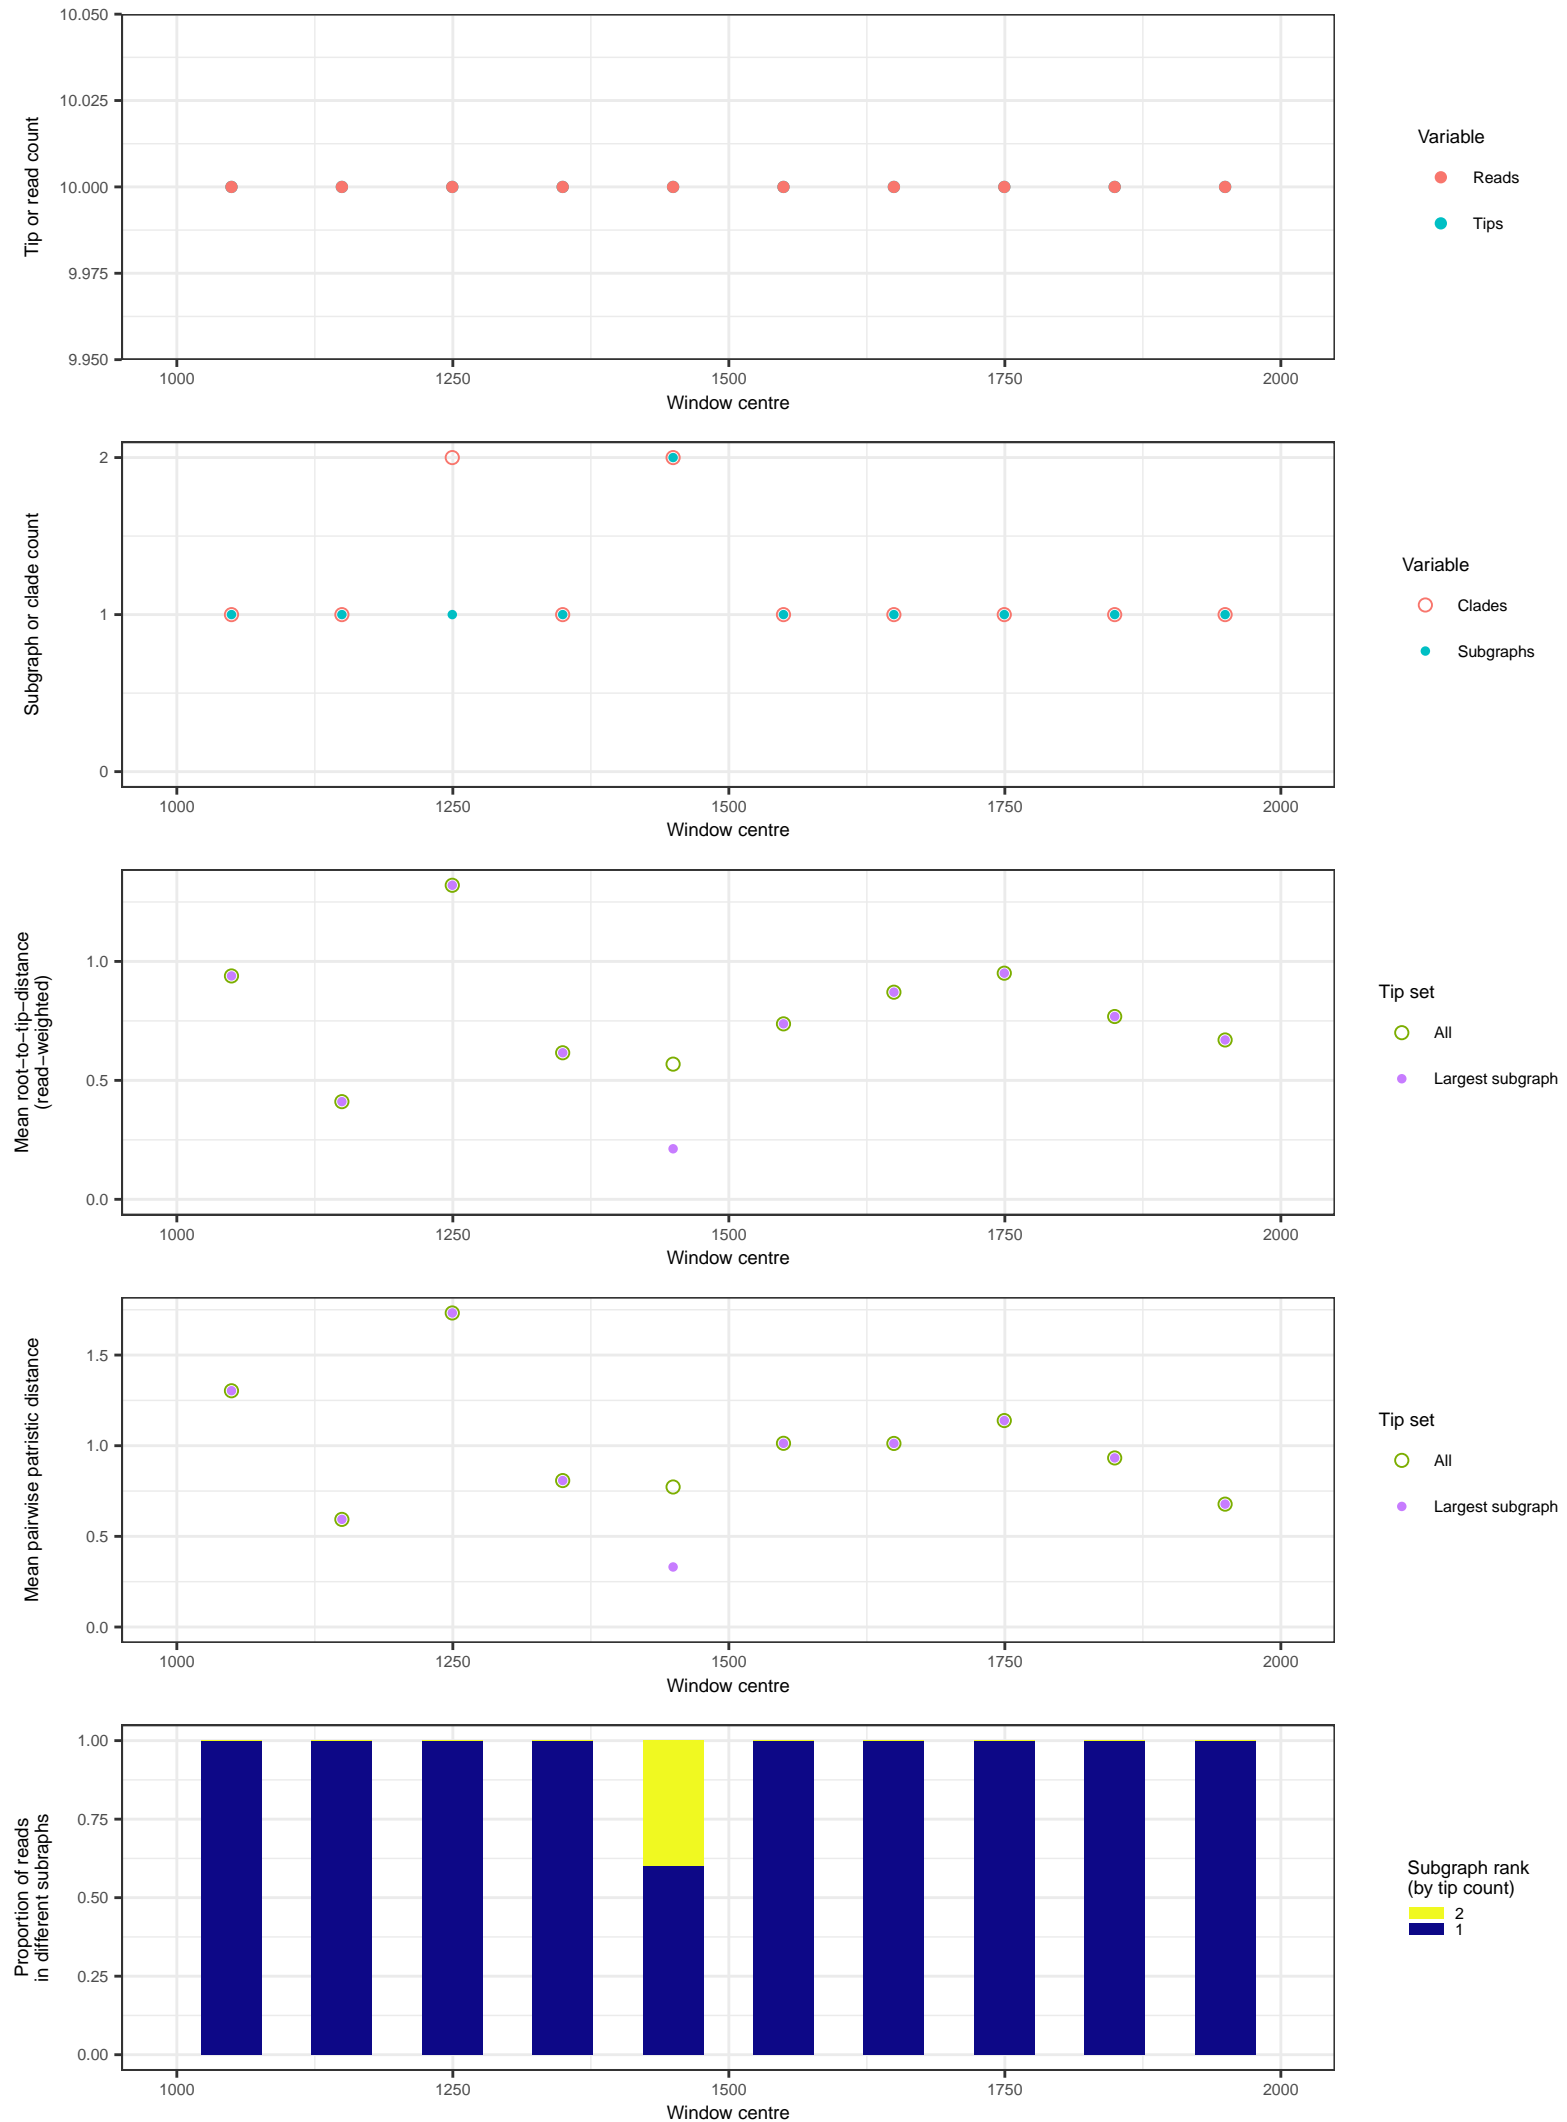 10.050
10.025
10.000
9.975
9.950
Tip or read count
1000 1250 1500 1750 2000
Window centre
Variable
Reads
Tips
2
1
0
Subgraph or clade count
1000 1250 1500 1750 2000
Window centre
Variable
Clades
Subgraphs
1.0
0.5
0.0
Mean root−to−tip−distance
(read−weighted)
1000 1250 1500 1750 2000
Window centre
Tip set
All
Largest subgraph
1.5
1.0
0.5
0.0
Mean pairwise patristic distance
1000 1250 1500 1750 2000
Window centre
Tip set
All
Largest subgraph
1.00
0.75
0.50
0.25
0.00
Proportion of reads
in different subraphs
1000 1250 1500 1750 2000
Window centre
Subgraph rank
(by tip count)
2
1